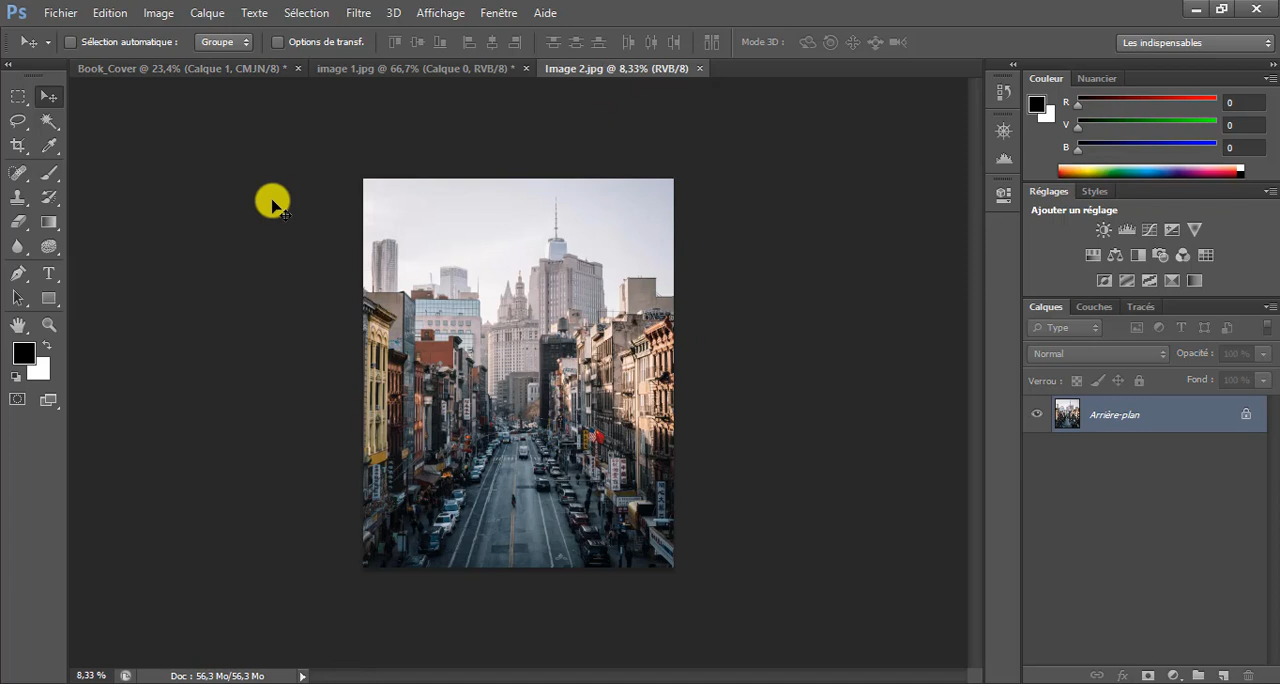 Ps Fichier Edition Image Calque Texte Sélection Filtre 3D Affichage Fenêtre Aide
Sélection automatique : Groupe Options de transf. Mode 3D : Les indispensables
Book_Cover @ 23,4% (Calque 1, CMJN/8) * × image 1.jpg @ 66,7% (Calque 0, RVB/8) * × Image 2.jpg @ 8,33% (RVB/8) ×
Couleur Nuancier
R 0
V 0
B 0
Réglages Styles
Ajouter un réglage
Calques Couches Tracés
Type
Normal Opacité : 100 %
Verrou : Fond : 100 %
Arrière-plan
8,33 % Doc : 56,3 Mo/56,3 Mo